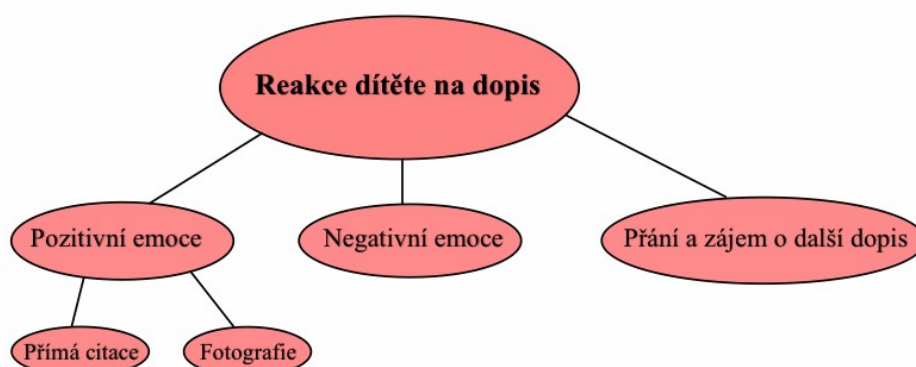 Reakce dítěte na dopis
Pozitivní emoce
Negativní emoce
Přání a zájem o další dopis
Přímá citace
Fotografie